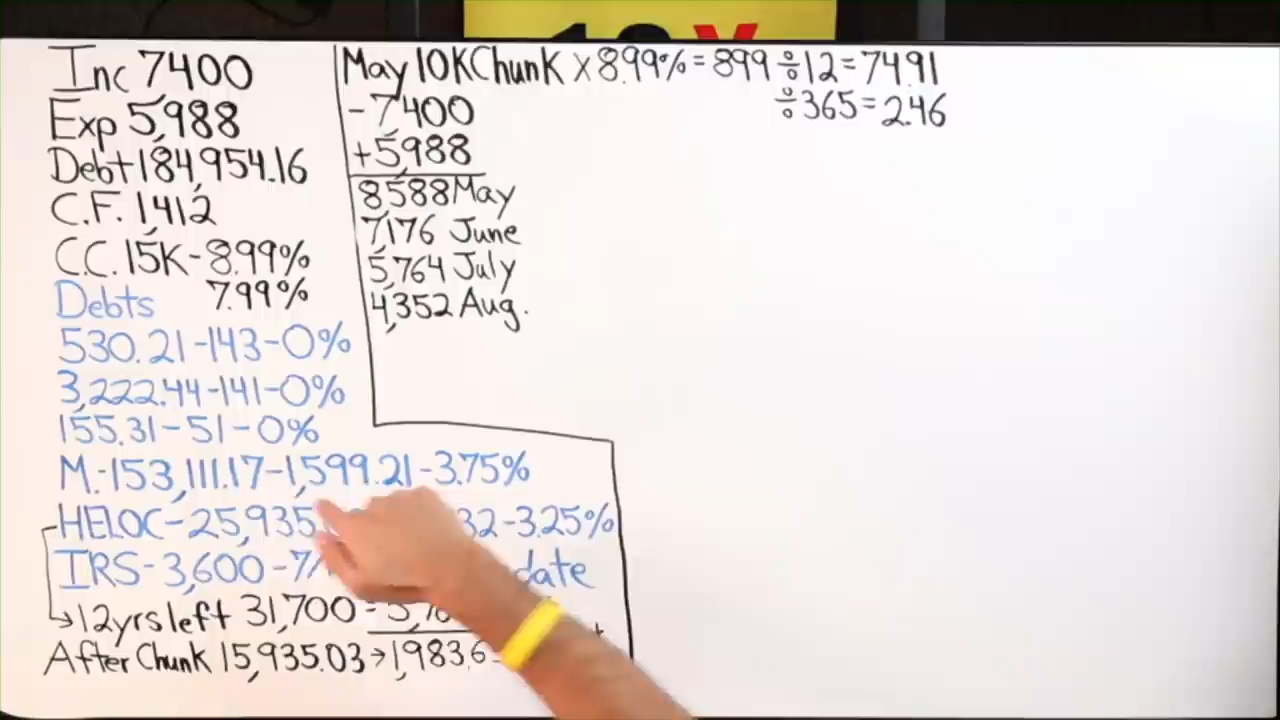 Inc 7400
Exp 5,988
Debt 184,954.16
C.F. 1412
C.C. 15K - 8.99%
7.99%
Debts
530.21 - 143 - 0%
3,222.44 - 141 - 0%
155.31 - 51 - 0%
M. - 153,111.17 - 1,599.21 - 3.75%
HELOC - 25,935 32 - 3.25%
IRS - 3,600 - date
→ 12yrs left 31,700 -
After Chunk 15,935.03 → 1,983.6
May 10K Chunk × 8.99% = 899 ÷ 12 = 74.91
÷ 365 = 2.46
- 7400
+ 5,988
8588 May
7,176 June
5,764 July
4,352 Aug.